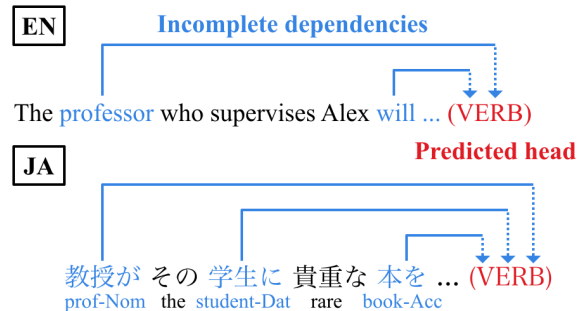 EN
Incomplete dependencies
The professor who supervises Alex will ... (VERB)
Predicted head
JA
教授が その 学生に 貴重な 本を ... (VERB)
prof-Nom the student-Dat rare book-Acc